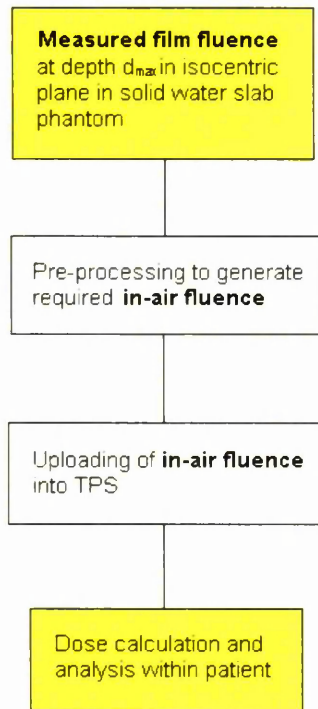 Measured film fluence
at depth dmax in isocentric
plane in solid water slab
phantom
Pre-processing to generate
required in-air fluence
Uploading of in-air fluence
into TPS
Dose calculation and
analysis within patient